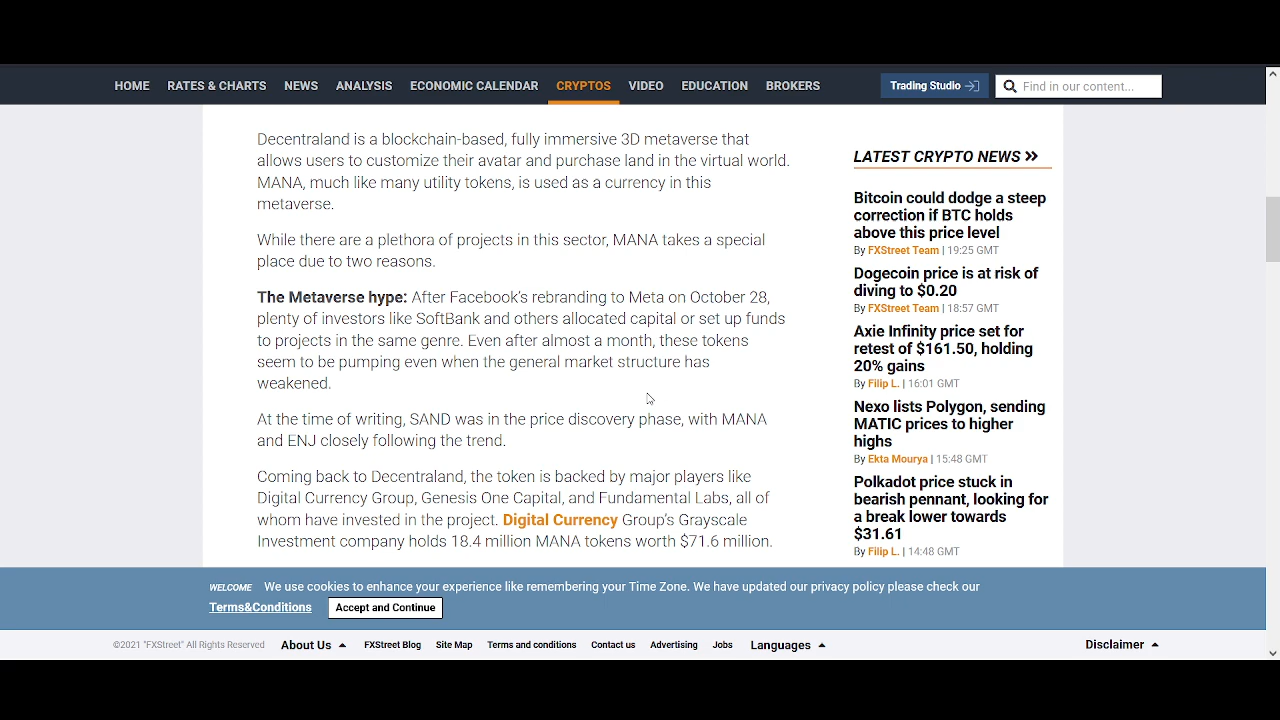 HOME RATES & CHARTS NEWS ANALYSIS ECONOMIC CALENDAR CRYPTOS VIDEO EDUCATION BROKERS Trading Studio Find in our content...
Decentraland is a blockchain-based, fully immersive 3D metaverse that
allows users to customize their avatar and purchase land in the virtual world.
MANA, much like many utility tokens, is used as a currency in this
metaverse.
While there are a plethora of projects in this sector, MANA takes a special
place due to two reasons.
The Metaverse hype: After Facebook's rebranding to Meta on October 28,
plenty of investors like SoftBank and others allocated capital or set up funds
to projects in the same genre. Even after almost a month, these tokens
seem to be pumping even when the general market structure has
weakened.
At the time of writing, SAND was in the price discovery phase, with MANA
and ENJ closely following the trend.
Coming back to Decentraland, the token is backed by major players like
Digital Currency Group, Genesis One Capital, and Fundamental Labs, all of
whom have invested in the project. Digital Currency Group's Grayscale
Investment company holds 18.4 million MANA tokens worth $71.6 million.
LATEST CRYPTO NEWS
Bitcoin could dodge a steep
correction if BTC holds
above this price level
By FXStreet Team | 19:25 GMT
Dogecoin price is at risk of
diving to $0.20
By FXStreet Team | 18:57 GMT
Axie Infinity price set for
retest of $161.50, holding
20% gains
By Filip L. | 16:01 GMT
Nexo lists Polygon, sending
MATIC prices to higher
highs
By Ekta Mourya | 15:48 GMT
Polkadot price stuck in
bearish pennant, looking for
a break lower towards
$31.61
By Filip L. | 14:48 GMT
WELCOME We use cookies to enhance your experience like remembering your Time Zone. We have updated our privacy policy please check our
Terms&Conditions Accept and Continue
©2021 "FXStreet" All Rights Reserved About Us FXStreet Blog Site Map Terms and conditions Contact us Advertising Jobs Languages Disclaimer